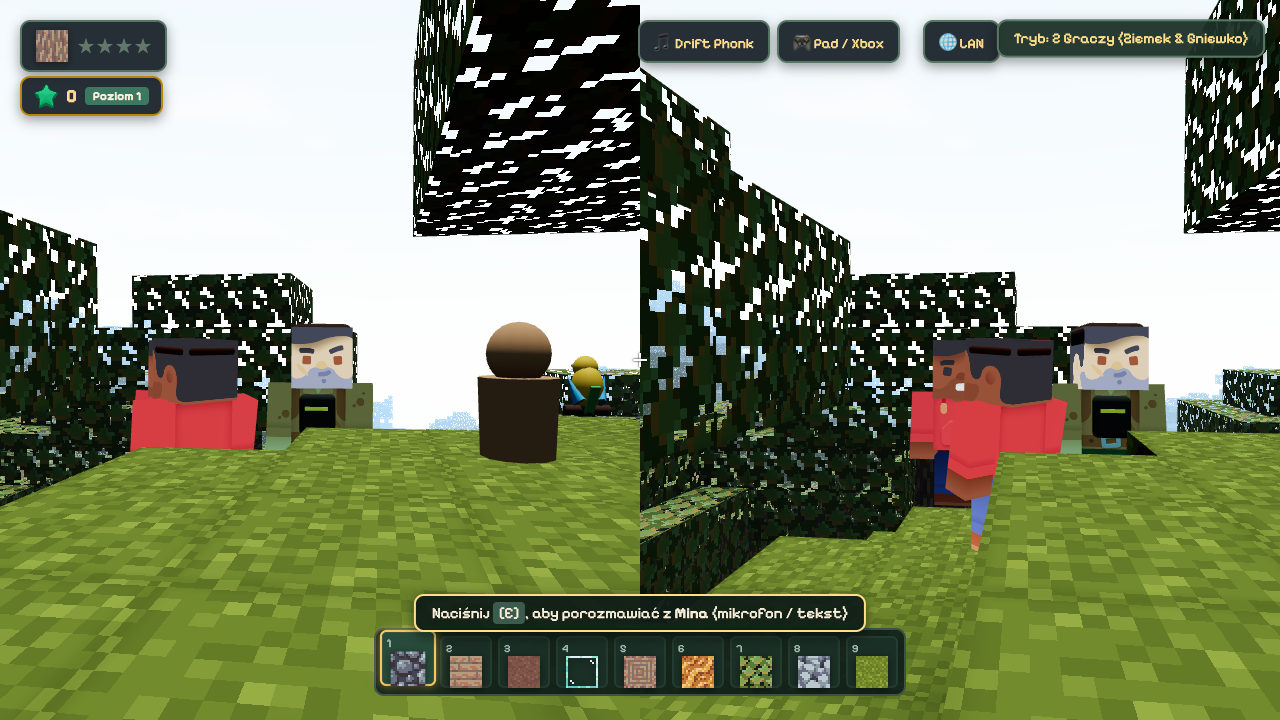 0 Poziom 1
Drift Phonk
Pad / Xbox
LAN
Tryb: 2 Graczy (Ziemek & Gniewko)
Naciśnij [E], aby porozmawiać z Mina (mikrofon / tekst)
1 2 3 4 5 6 7 8 9